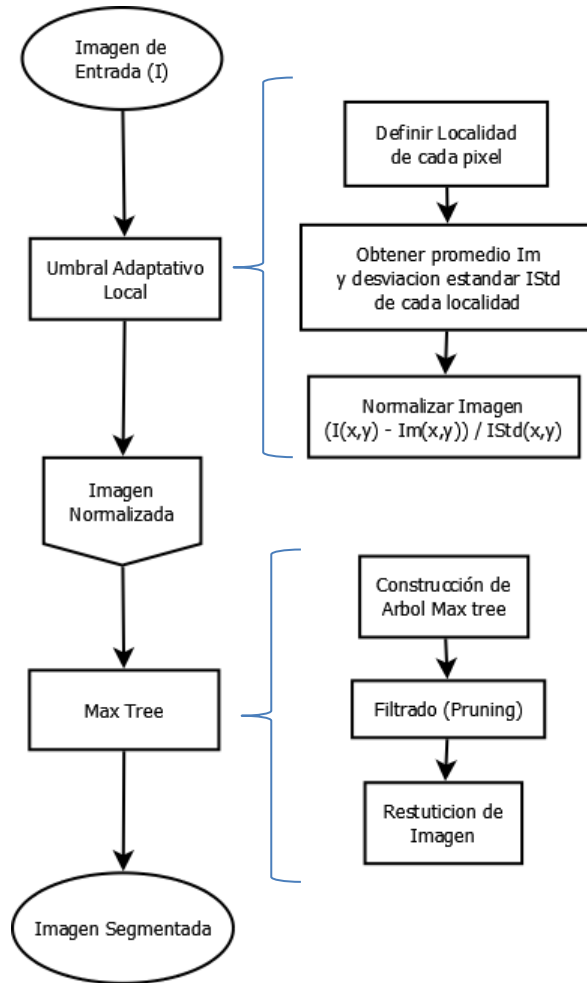 Imagen de
Entrada (I)
Umbral Adaptativo
Local
Definir Localidad
de cada pixel
Obtener promedio Im
y desviacion estandar IStd
de cada localidad
Normalizar Imagen
(I(x,y) - Im(x,y)) / IStd(x,y)
Imagen
Normalizada
Max Tree
Construcción de
Arbol Max tree
Filtrado (Pruning)
Restuticion de
Imagen
Imagen Segmentada